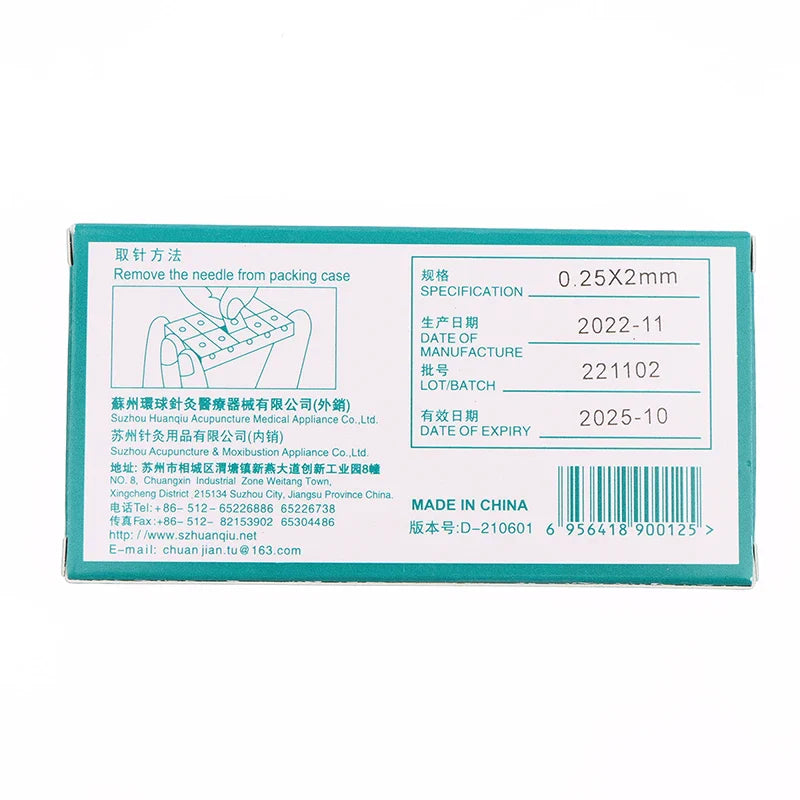 取针方法
Remove the needle from packing case
蘇州環球針灸醫療器械有限公司(外銷)
Suzhou Huanqiu Acupuncture Medical Appliance Co.,Ltd.
苏州针灸用品有限公司(内销)
Suzhou Acupuncture & Moxibustion Appliance Co.,Ltd.
地址: 苏州市相城区渭塘镇新燕大道创新工业园8幢
NO. 8, Chuangxin Industrial Zone Weitang Town,
Xingcheng District 215134 Suzhou City, Jiangsu Province China.
电话Tel:+86-512-65226886 65226738
传真Fax:+86-512- 82153902 65304486
http://www.szhuanqiu.net
E-mail: chuanjian.tu@163.com
规格 0.25X2mm
SPECIFICATION
生产日期 2022-11
DATE OF
MANUFACTURE
批号 221102
LOT/BATCH
有效日期 2025-10
DATE OF EXPIRY
MADE IN CHINA
版本号:D-210601
6 956418 900125 >